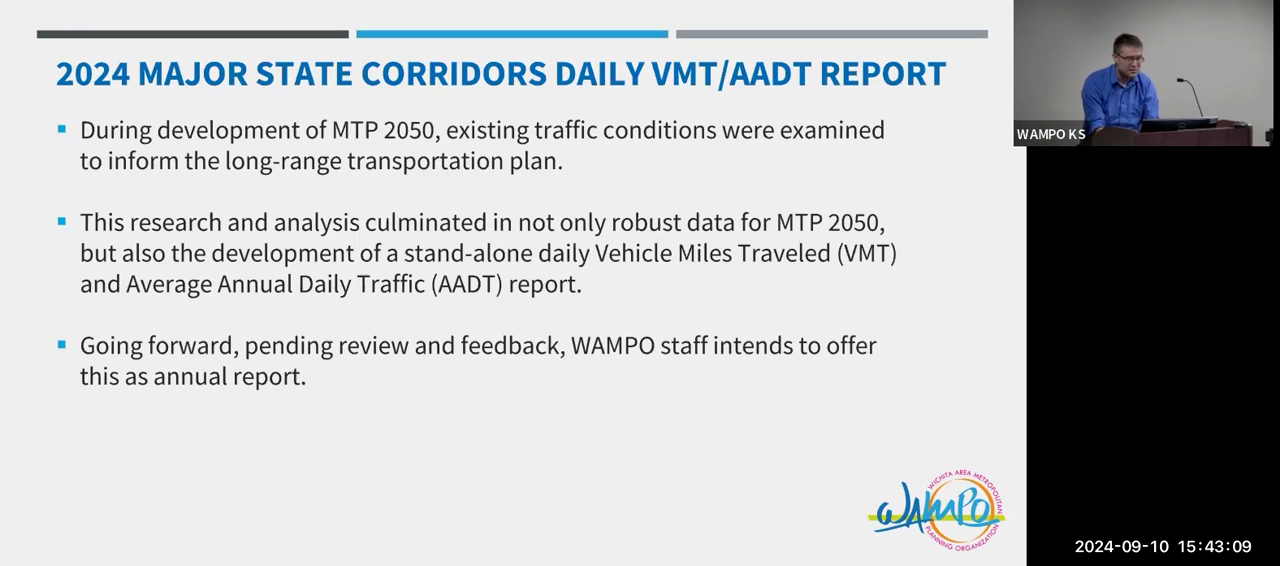 2024 MAJOR STATE CORRIDORS DAILY VMT/AADT REPORT
▪ During development of MTP 2050, existing traffic conditions were examined
to inform the long-range transportation plan.
▪ This research and analysis culminated in not only robust data for MTP 2050,
but also the development of a stand-alone daily Vehicle Miles Traveled (VMT)
and Average Annual Daily Traffic (AADT) report.
▪ Going forward, pending review and feedback, WAMPO staff intends to offer
this as annual report.
WICHITA AREA METROPOLITAN
WAMPO
PLANNING ORGANIZATION
WAMPO KS
2024-09-10 15:43:09